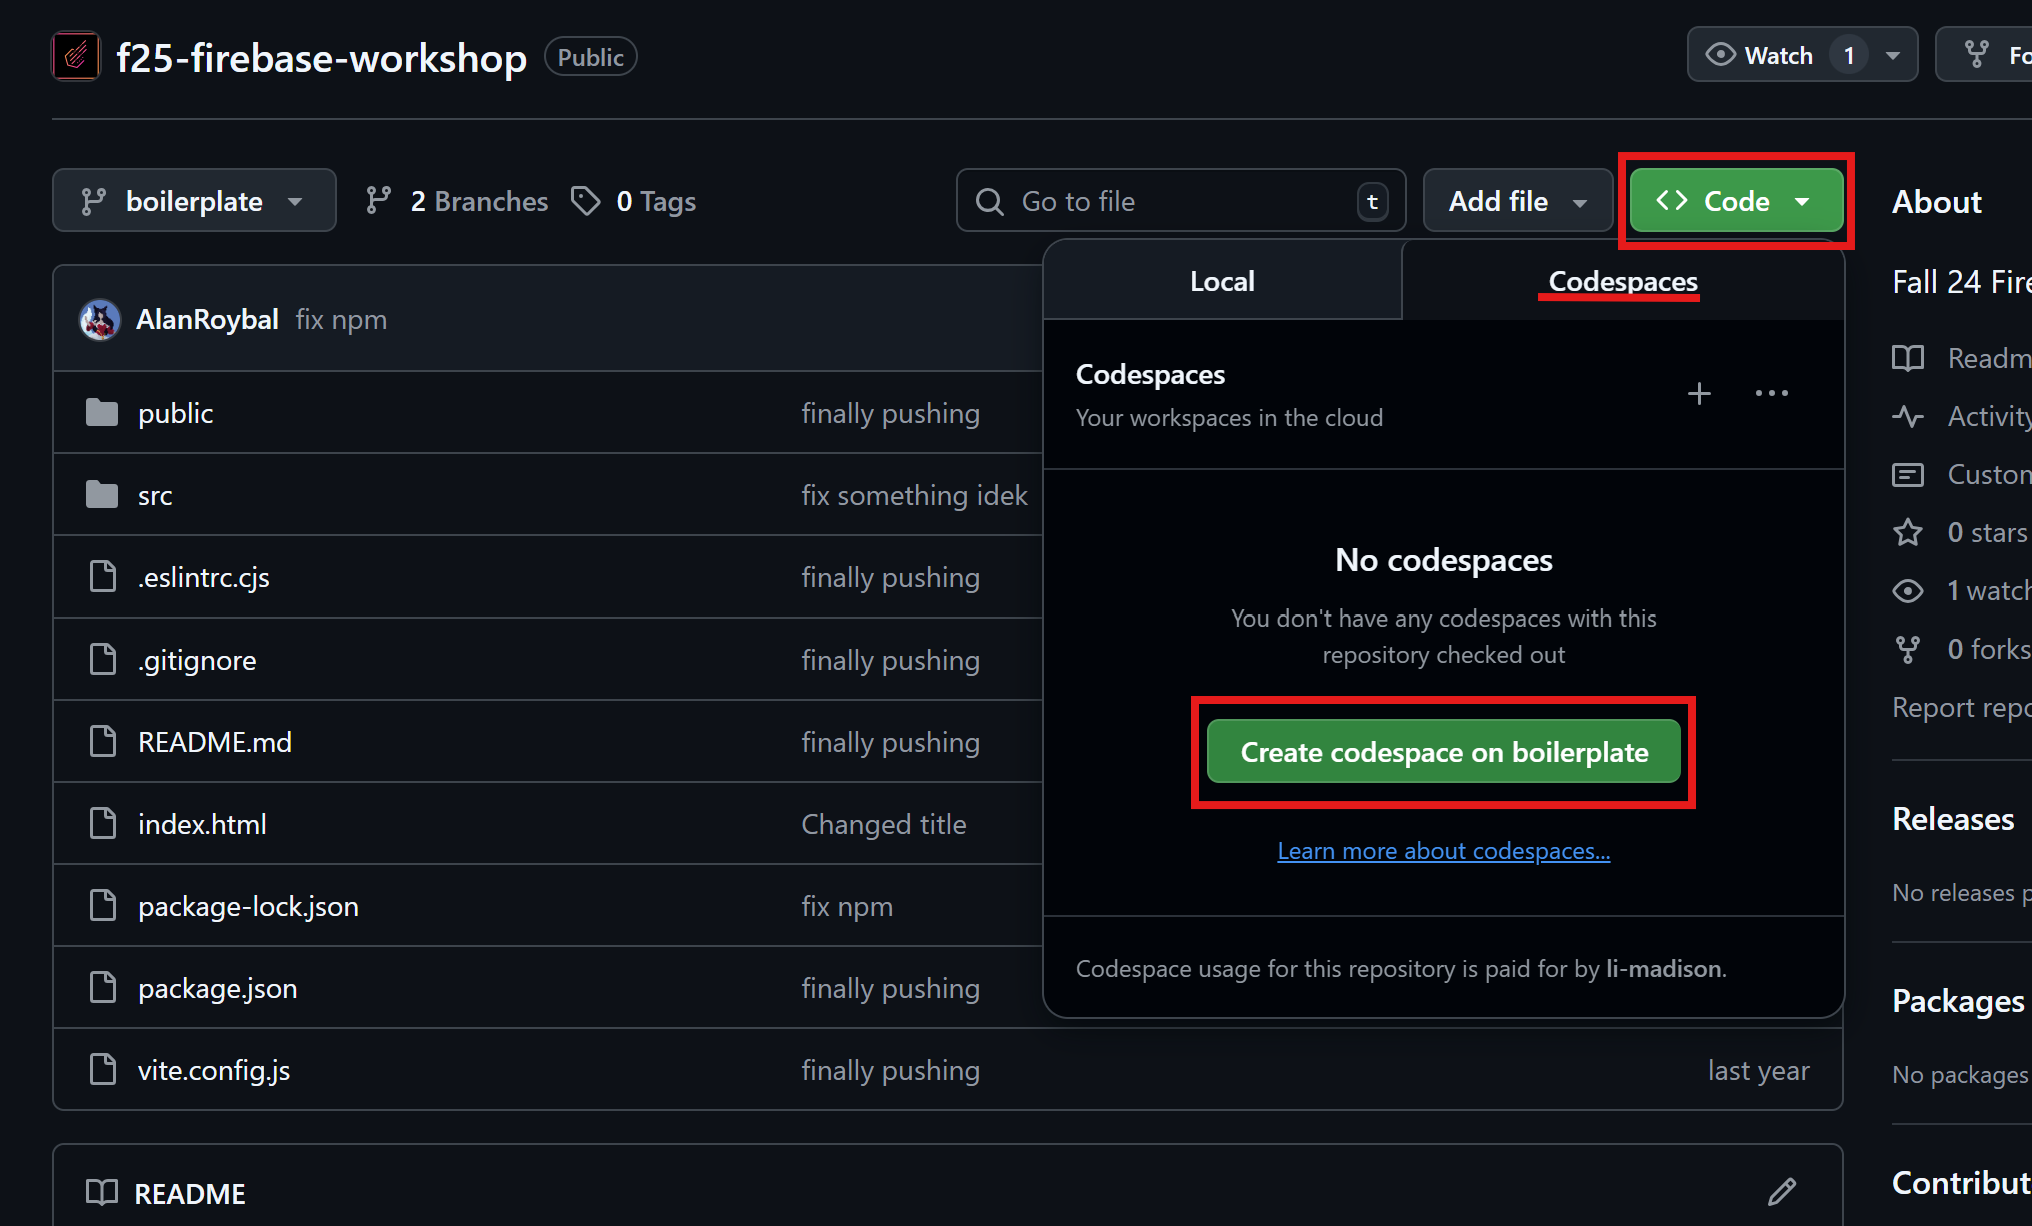 f25-firebase-workshop Public Watch 1 Fo
boilerplate 2 Branches 0 Tags Go to file t Add file Code About
Local Codespaces
Fall 24 Fire
AlanRoybal fix npm
Codespaces
Your workspaces in the cloud
Readm
public finally pushing
Activity
src fix something idek
Custom
No codespaces
0 stars
.eslintrc.cjs finally pushing
You don't have any codespaces with this
repository checked out
1 watch
.gitignore finally pushing
0 forks
Report repo
README.md finally pushing
Create codespace on boilerplate
index.html Changed title
Learn more about codespaces...
Releases
package-lock.json fix npm
No releases p
package.json finally pushing
Codespace usage for this repository is paid for by li-madison.
Packages
vite.config.js finally pushing last year
No packages
README
Contribut